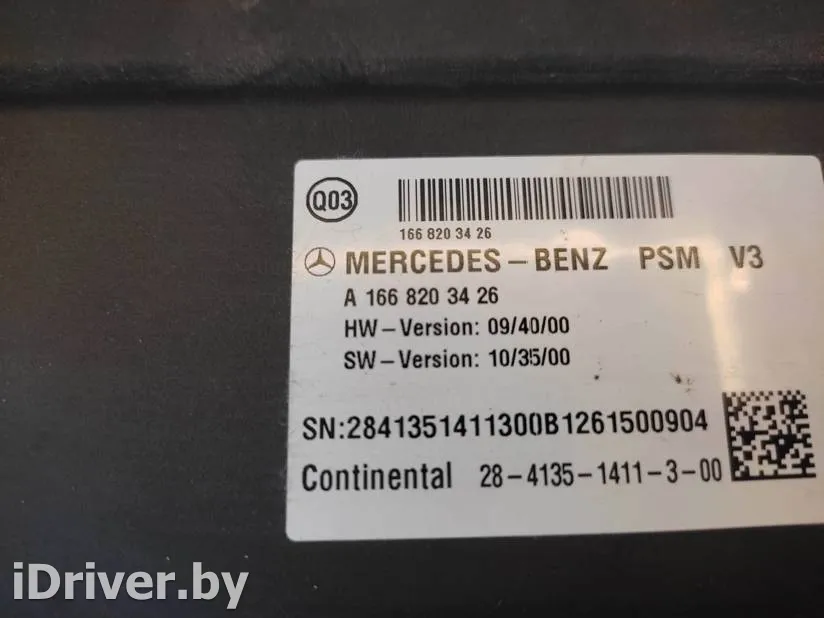 Q03
166 820 34 26
MERCEDES-BENZ PSM V3
A 166 820 34 26
HW-Version: 09/40/00
SW-Version: 10/35/00
SN:2841351411300B1261500904
Continental 28-4135-1411-3-00
iDriver.by